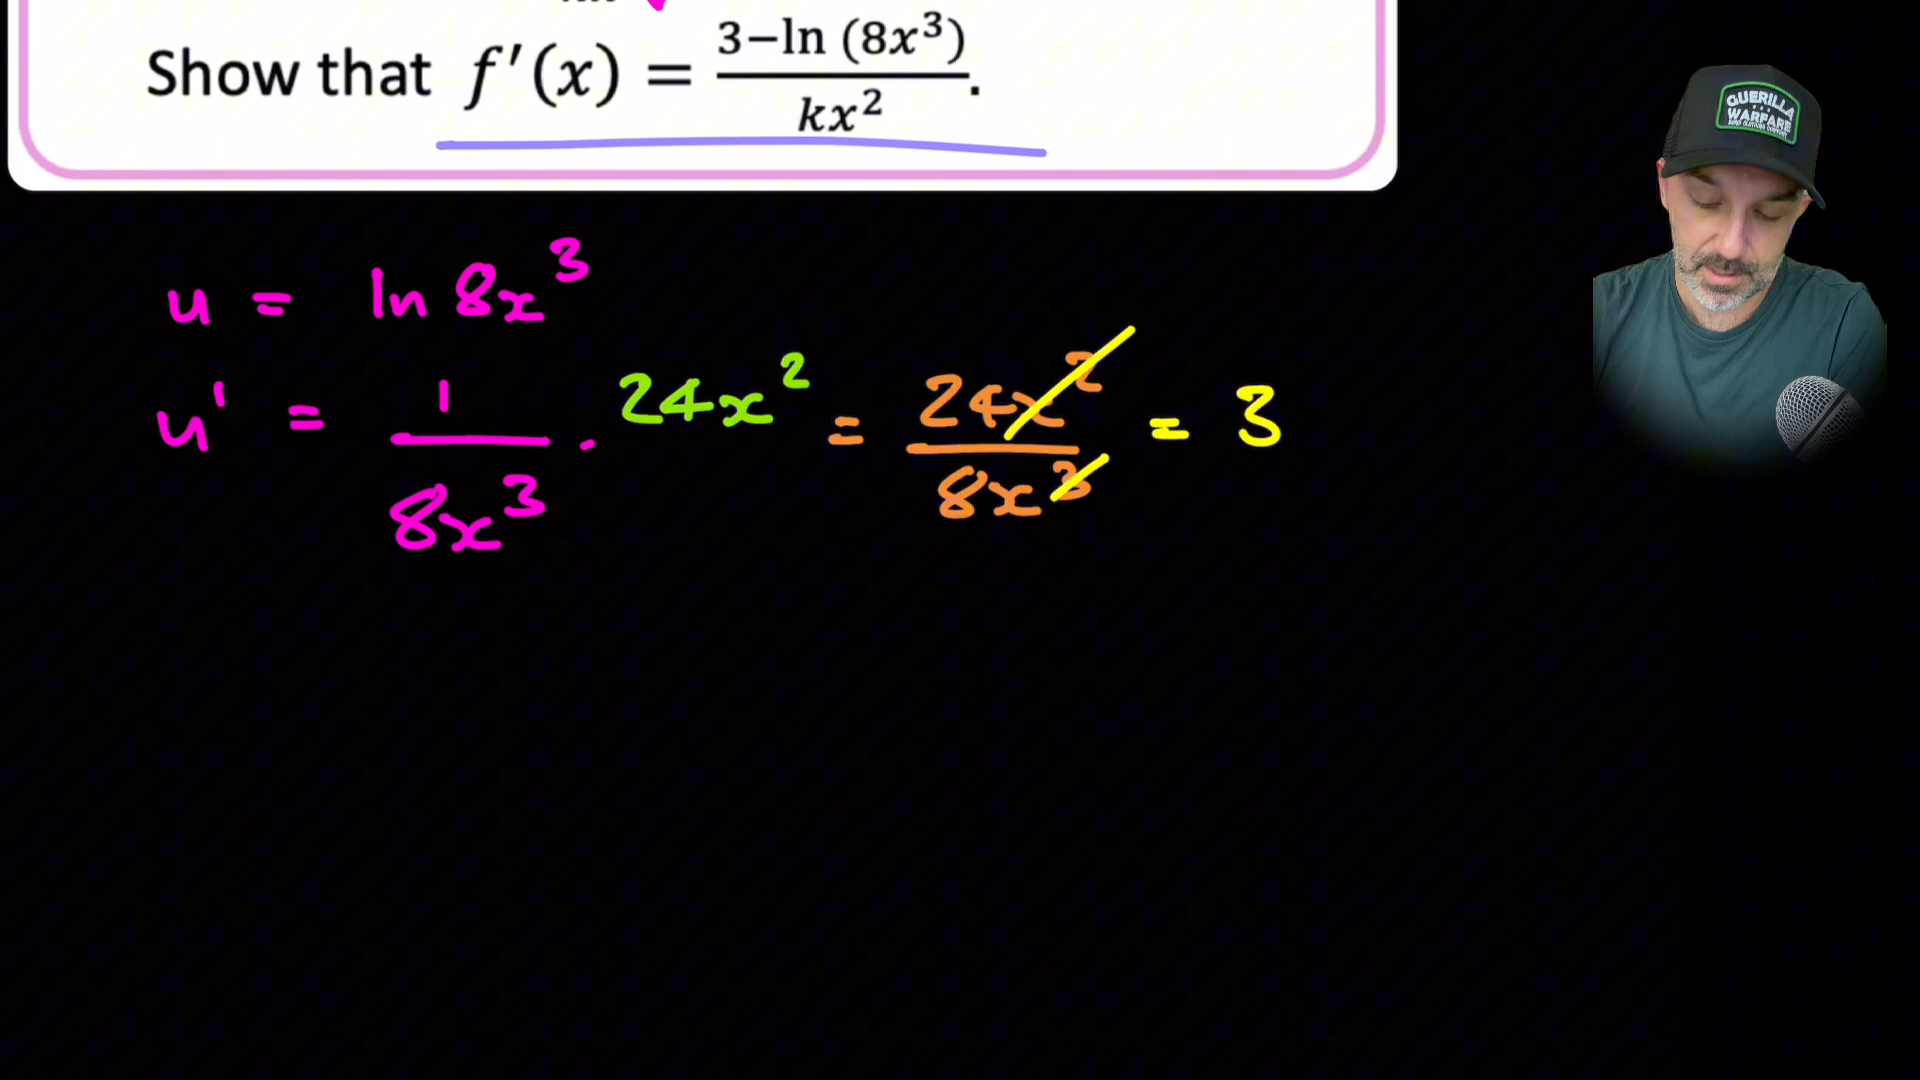 Show that f′(x) = 3−ln (8x³) / kx².
u = ln 8x³
u' = 1 / 8x³ · 24x² = 24x² / 8x³ = 3
GUERILLA
WARFARE